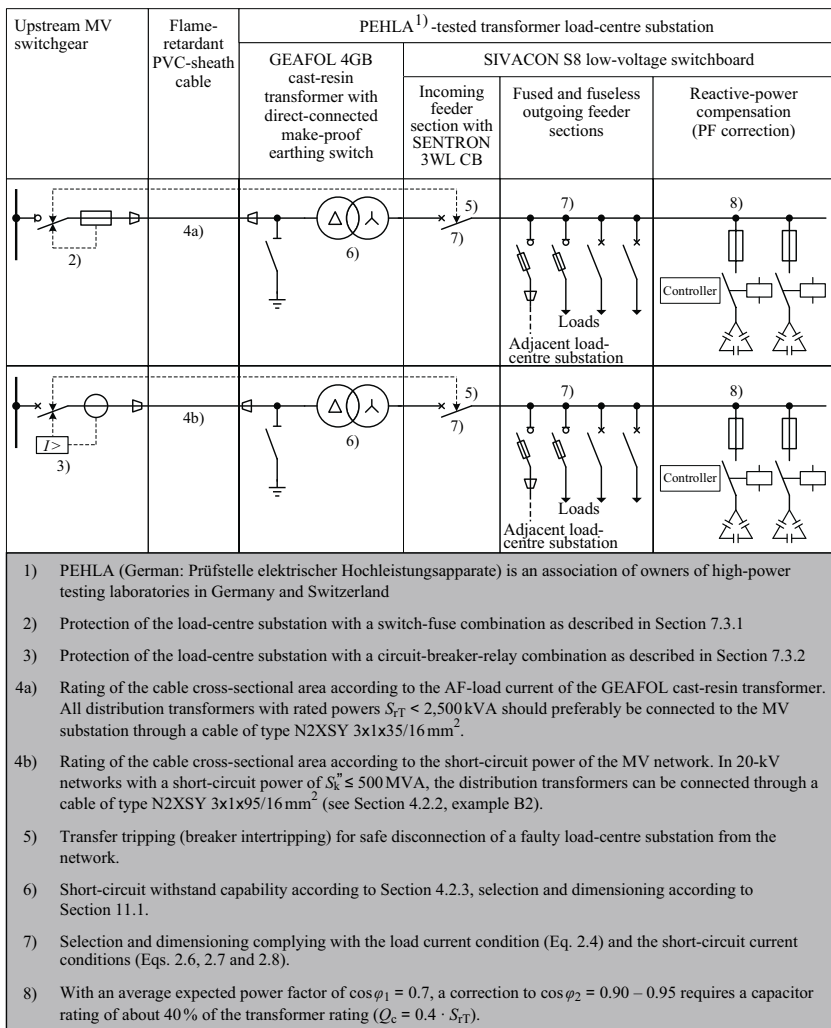 Upstream MV
switchgear
Flame-
retardant
PVC-sheath
cable
PEHLA1)-tested transformer load-centre substation
GEAFOL 4GB
cast-resin
transformer with
direct-connected
make-proof
earthing switch
SIVACON S8 low-voltage switchboard
Incoming
feeder
section with
SENTRON
3WL CB
Fused and fuseless
outgoing feeder
sections
Reactive-power
compensation
(PF correction)
2)
4a)
6)
5)
7)
7)
Loads
Adjacent load-
centre substation
8)
Controller
I>
3)
4b)
6)
5)
7)
7)
Loads
Adjacent load-
centre substation
8)
Controller
1) PEHLA (German: Prüfstelle elektrischer Hochleistungsapparate) is an association of owners of high-power
testing laboratories in Germany and Switzerland
2) Protection of the load-centre substation with a switch-fuse combination as described in Section 7.3.1
3) Protection of the load-centre substation with a circuit-breaker-relay combination as described in Section 7.3.2
4a) Rating of the cable cross-sectional area according to the AF-load current of the GEAFOL cast-resin transformer.
All distribution transformers with rated powers SrT < 2,500 kVA should preferably be connected to the MV
substation through a cable of type N2XSY 3x1x35/16 mm².
4b) Rating of the cable cross-sectional area according to the short-circuit power of the MV network. In 20-kV
networks with a short-circuit power of Sk" ≤ 500 MVA, the distribution transformers can be connected through a
cable of type N2XSY 3x1x95/16 mm² (see Section 4.2.2, example B2).
5) Transfer tripping (breaker intertripping) for safe disconnection of a faulty load-centre substation from the
network.
6) Short-circuit withstand capability according to Section 4.2.3, selection and dimensioning according to
Section 11.1.
7) Selection and dimensioning complying with the load current condition (Eq. 2.4) and the short-circuit current
conditions (Eqs. 2.6, 2.7 and 2.8).
8) With an average expected power factor of cos φ1 = 0.7, a correction to cos φ2 = 0.90 – 0.95 requires a capacitor
rating of about 40 % of the transformer rating (Qc = 0.4 · SrT).